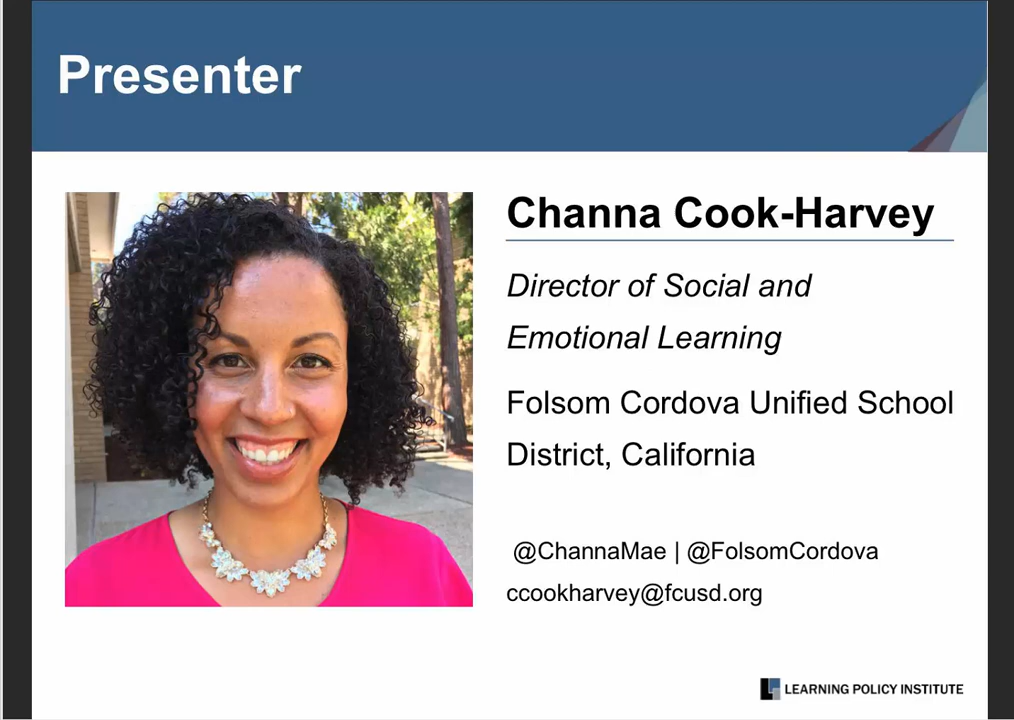 Presenter
Channa Cook-Harvey
Director of Social and
Emotional Learning
Folsom Cordova Unified School
District, California
@ChannaMae | @FolsomCordova
ccookharvey@fcusd.org
LEARNING POLICY INSTITUTE